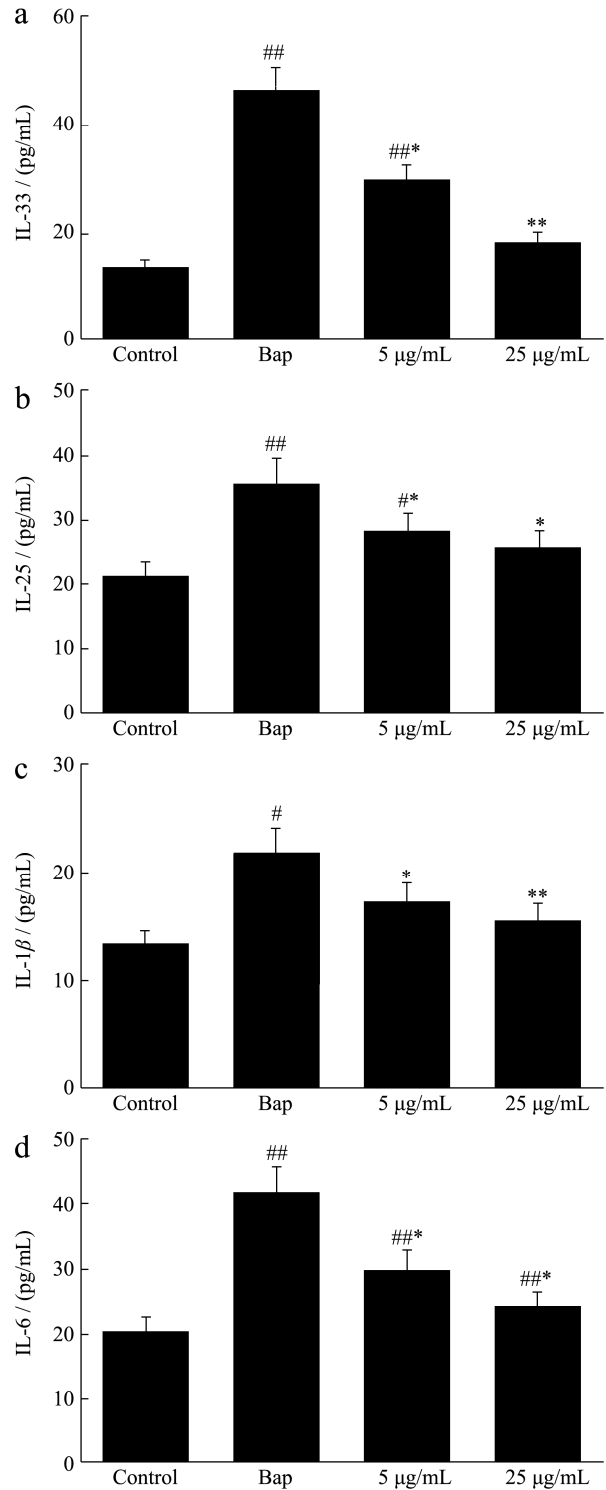 a
IL-33 / (pg/mL)
60
40
20
0
##
##*
**
Control Bap 5 μg/mL 25 μg/mL
b
IL-25 / (pg/mL)
50
40
30
20
10
0
##
#*
*
Control Bap 5 μg/mL 25 μg/mL
c
IL-1β / (pg/mL)
30
20
10
0
#
*
**
Control Bap 5 μg/mL 25 μg/mL
d
IL-6 / (pg/mL)
50
40
30
20
10
0
##
##*
##*
Control Bap 5 μg/mL 25 μg/mL